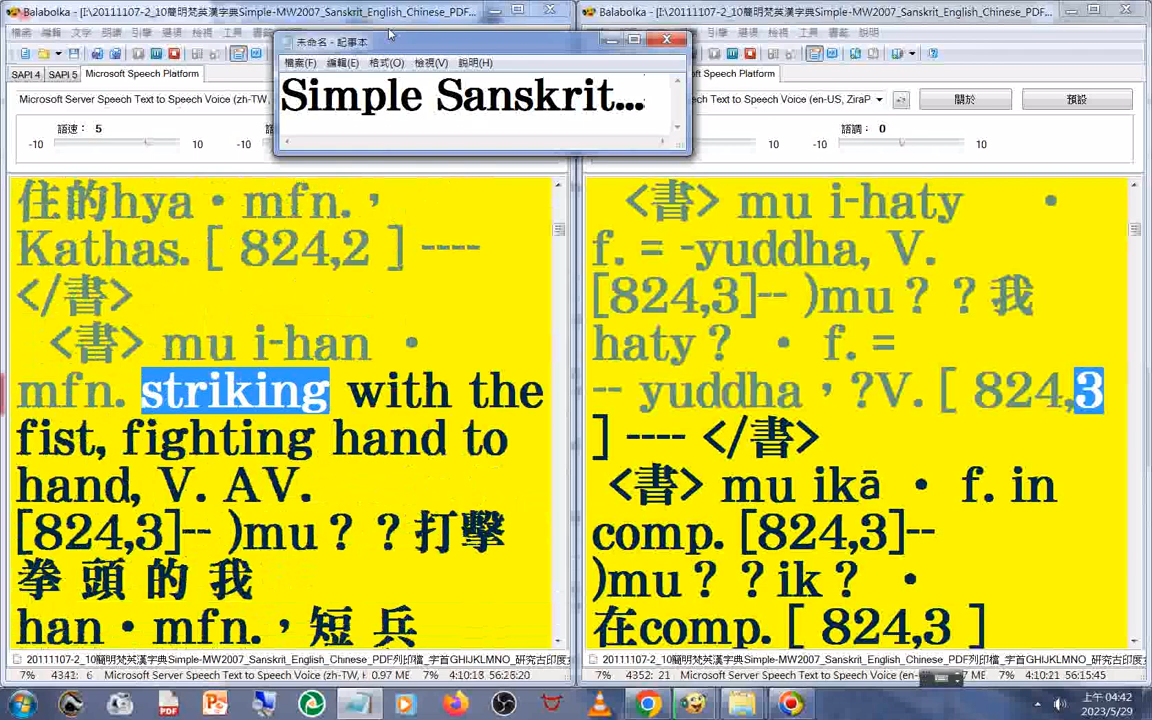 Balabolka - [I:\20111107-2_10簡明梵英漢字典Simple-MW2007_Sanskrit_English_Chinese_PDF...
Balabolka - [I:\20111107-2_10簡明梵英漢字典Simple-MW2007_Sanskrit_English_Chinese_PDF...
未命名 - 記事本
檔案(F) 編輯(E) 格式(O) 檢視(V) 說明(H)
Simple Sanskrit...
SAPI 4 SAPI 5 Microsoft Speech Platform
Microsoft Server Speech Text to Speech Voice (zh-TW,
語速： 5
-10 10
Speech Platform
ch Text to Speech Voice (en-US, ZiraP 關於 預設
語調： 0
10 -10 10
住的hya・mfn.，
Kathas. [ 824,2 ] ----
</書>
<書> mu i-han ・
mfn. striking with the
fist, fighting hand to
hand, V. AV.
[824,3]-- )mu？？打擊
拳 頭 的 我
han・mfn.，短 兵
<書> mu i-haty ・
f. = -yuddha, V.
[824,3]-- )mu？？我
haty？ ・ f. =
-- yuddha，?V. [ 824,3
] ---- </書>
<書> mu ikā ・ f. in
comp. [824,3]--
)mu？？ik？ ・
在comp. [ 824,3 ]
20111107-2_10簡明梵英漢字典Simple-MW2007_Sanskrit_English_Chinese_PDF列印檔_字首GHIJKLMNO_研究古印度
20111107-2_10簡明梵英漢字典Simple-MW2007_Sanskrit_English_Chinese_PDF列印檔_字首GHIJKLMNO_研究古印度
7% 4341: 6 Microsoft Server Speech Text to Speech Voice (zh-TW, 0.97 ME 7% 4:10:18 56:28:20
7% 4352: 21 Microsoft Server Speech Text to Speech Voice 7% 4:10:21 56:15:45
上午 04:42
2023/5/29